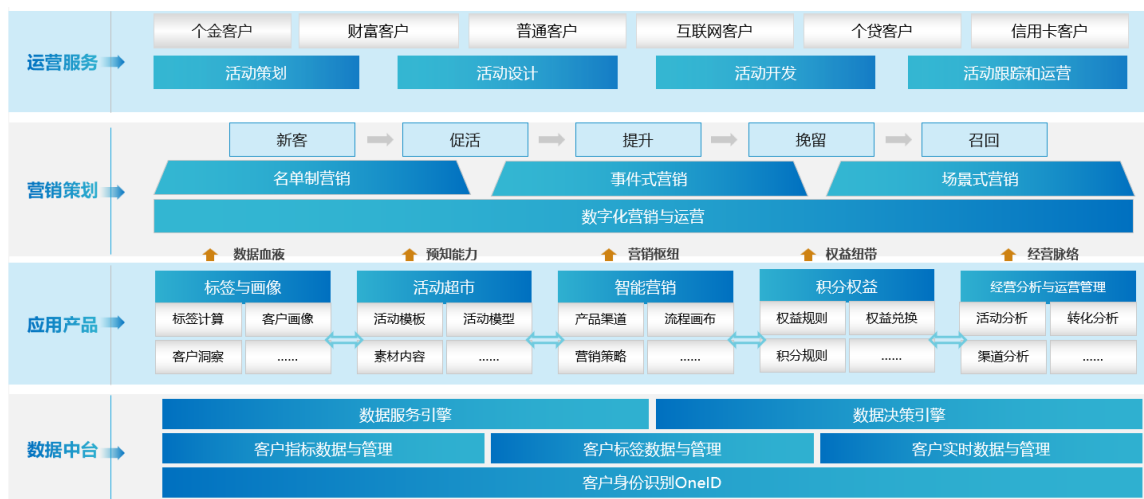 个金客户 财富客户 普通客户 互联网客户 个贷客户 信用卡客户
运营服务
活动策划 活动设计 活动开发 活动跟踪和运营
新客 促活 提升 挽留 召回
营销策划
名单制营销 事件式营销 场景式营销
数字化营销与运营
数据血液 预知能力 营销枢纽 权益纽带 经营脉络
标签与画像 活动超市 智能营销 积分权益 经营分析与运营管理
应用产品
标签计算 客户画像 活动模板 活动模型 产品渠道 流程画布 权益规则 权益兑换 活动分析 转化分析
客户洞察 ...... 素材内容 ...... 营销策略 ...... 积分规则 ...... 渠道分析 ......
数据服务引擎 数据决策引擎
数据中台
客户指标数据与管理 客户标签数据与管理 客户实时数据与管理
客户身份识别OneID